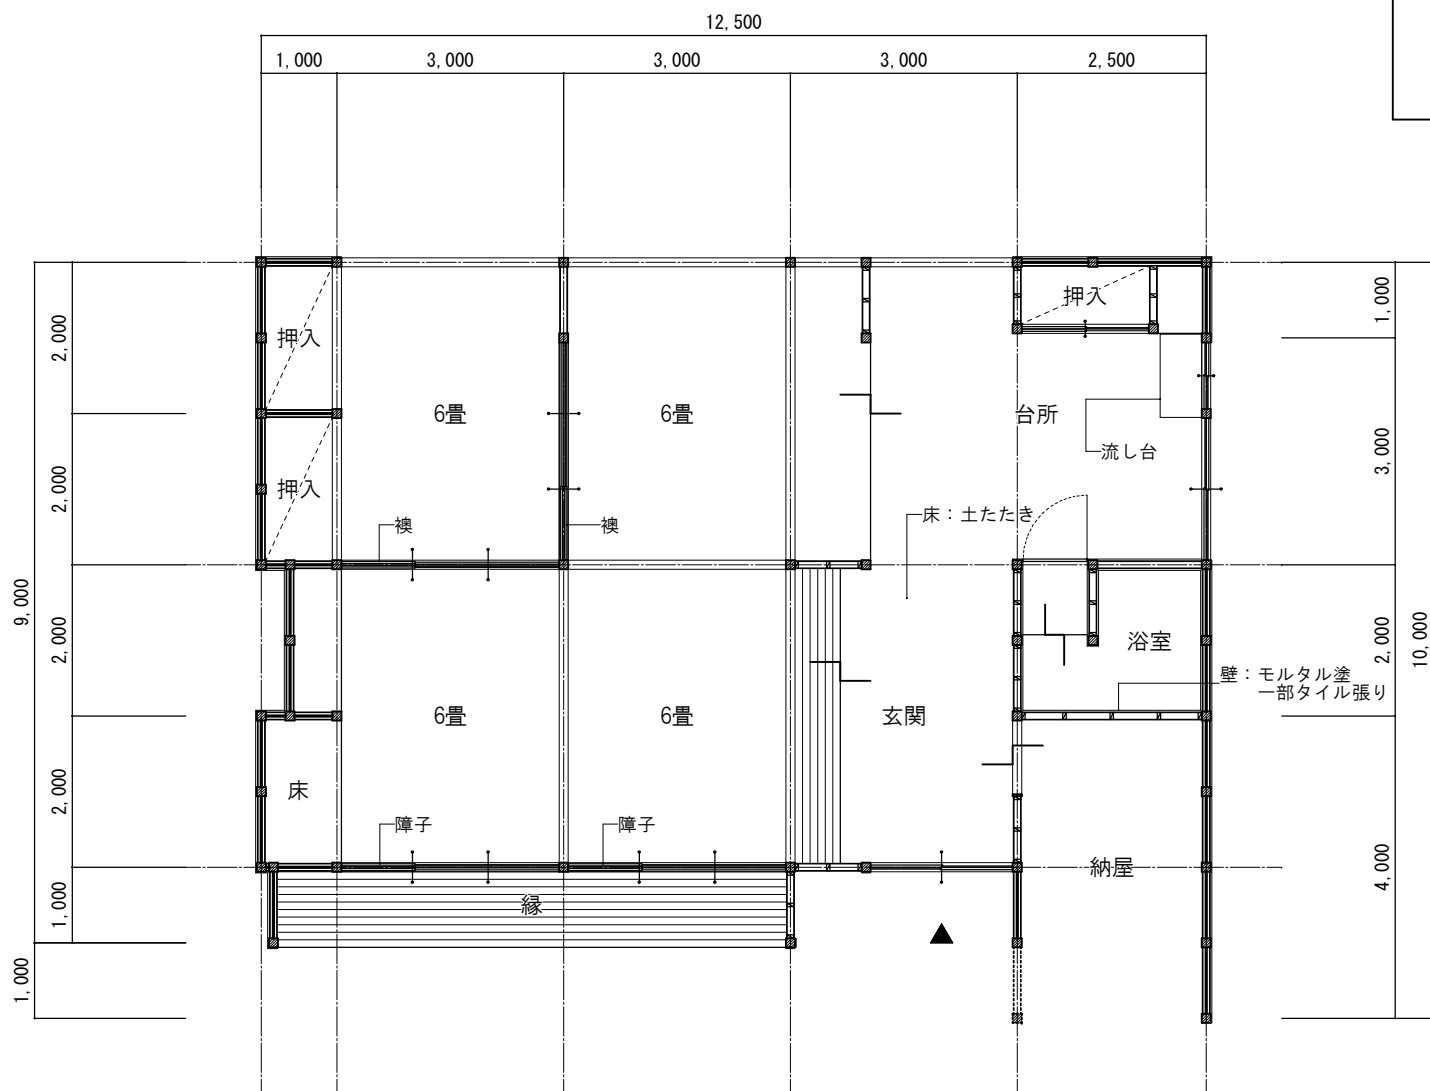 12,500
1,000
3,000
3,000
3,000
2,500
押入
押入
1,000
2,000
6畳
6畳
台所
3,000
流し台
押入
2,000
襖
襖
床：土たたき
9,000
2,000
浴室
2,000
10,000
壁：モルタル塗
一部タイル張り
6畳
6畳
玄関
床
2,000
障子
障子
納屋
4,000
縁
1,000
1,000